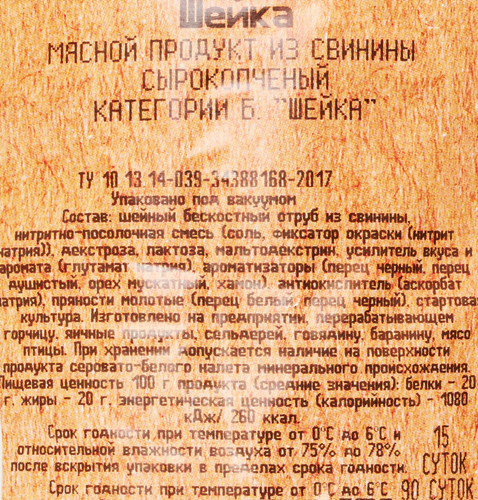 Шейка
МЯСНОЙ ПРОДУКТ ИЗ СВИНИНЫ
СЫРОКОПЧЕНЫЙ
КАТЕГОРИИ Б. "ШЕЙКА"
ТУ 10 13 14-039-34388168-2017
Упаковано под вакуумом
Состав: шейный бескостный отруб из свинины,
нитритно-посолочная смесь (соль, фиксатор окраски (нитрит
натрия)), декстроза, лактоза, мальтодекстрин, усилитель вкуса и
аромата (глутамат натрия), ароматизаторы (перец черный, перец
душистый, орех мускатный, хамон), антиокислитель (аскорбат
натрия), пряности молотые (перец белый, перец черный), стартовая
культура. Изготовлено на предприятии, перерабатывающем
горчицу, яичные продукты, сельдерей, говядину, баранину, мясо
птицы. При хранении допускается наличие на поверхности
продукта серовато-белого налета минерального происхождения.
Пищевая ценность 100 г продукта (средние значения): белки - 20
г, жиры - 20 г, энергетическая ценность (калорийность) - 1080
кДж/ 260 ккал.
Срок годности при температуре от 0°С до 6°С и
относительной влажности воздуха от 75% до 78%
после вскрытия упаковки в пределах срока годности.
15
СУТОК
Срок годности при температуре от 0°С до 6°С
90 СУТОК